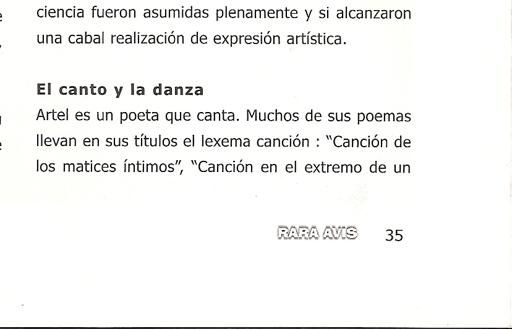 ciencia fueron asumidas plenamente y si alcanzaron
una cabal realización de expresión artística.
El canto y la danza
Artel es un poeta que canta. Muchos de sus poemas
llevan en sus títulos el lexema canción : “Canción de
los matices íntimos”, “Canción en el extremo de un
RARA AVIS 35